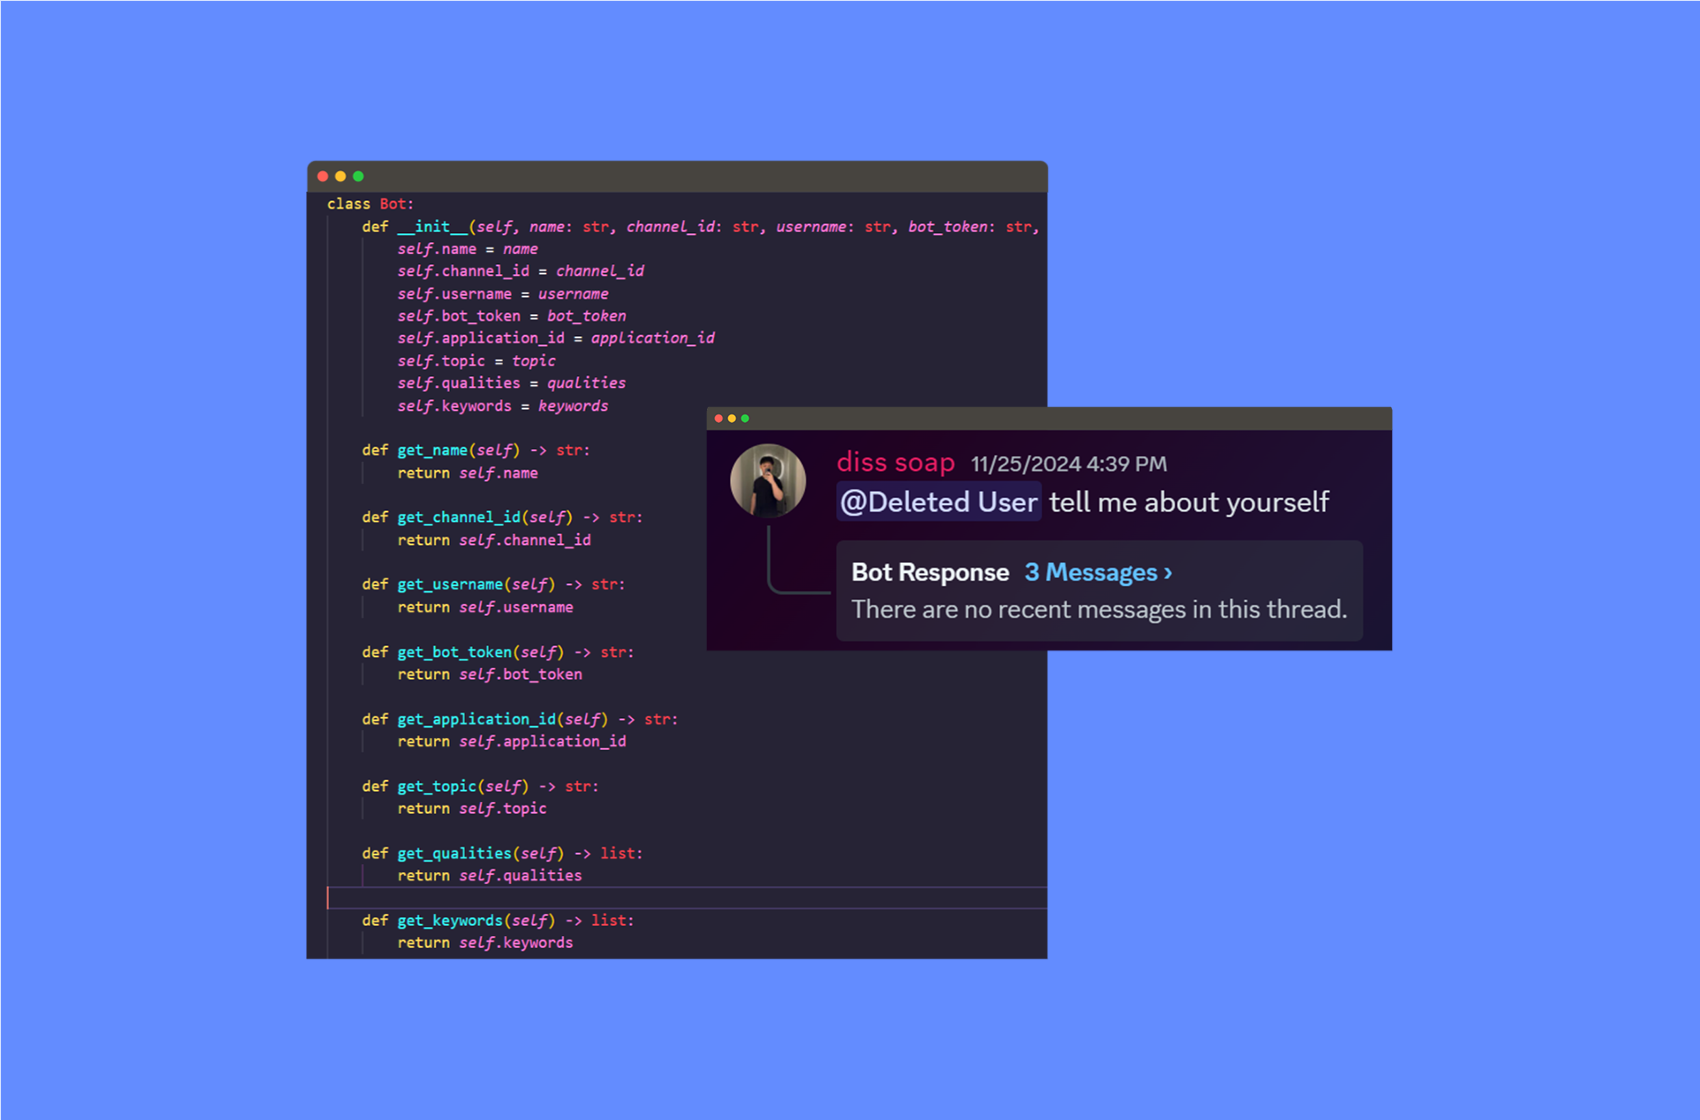 class Bot:
def __init__(self, name: str, channel_id: str, username: str, bot_token: str,
self.name = name
self.channel_id = channel_id
self.username = username
self.bot_token = bot_token
self.application_id = application_id
self.topic = topic
self.qualities = qualities
self.keywords = keywords
def get_name(self) -> str:
return self.name
def get_channel_id(self) -> str:
return self.channel_id
def get_username(self) -> str:
return self.username
def get_bot_token(self) -> str:
return self.bot_token
def get_application_id(self) -> str:
return self.application_id
def get_topic(self) -> str:
return self.topic
def get_qualities(self) -> list:
return self.qualities
def get_keywords(self) -> list:
return self.keywords
diss soap 11/25/2024 4:39 PM
@Deleted User tell me about yourself
Bot Response 3 Messages ›
There are no recent messages in this thread.